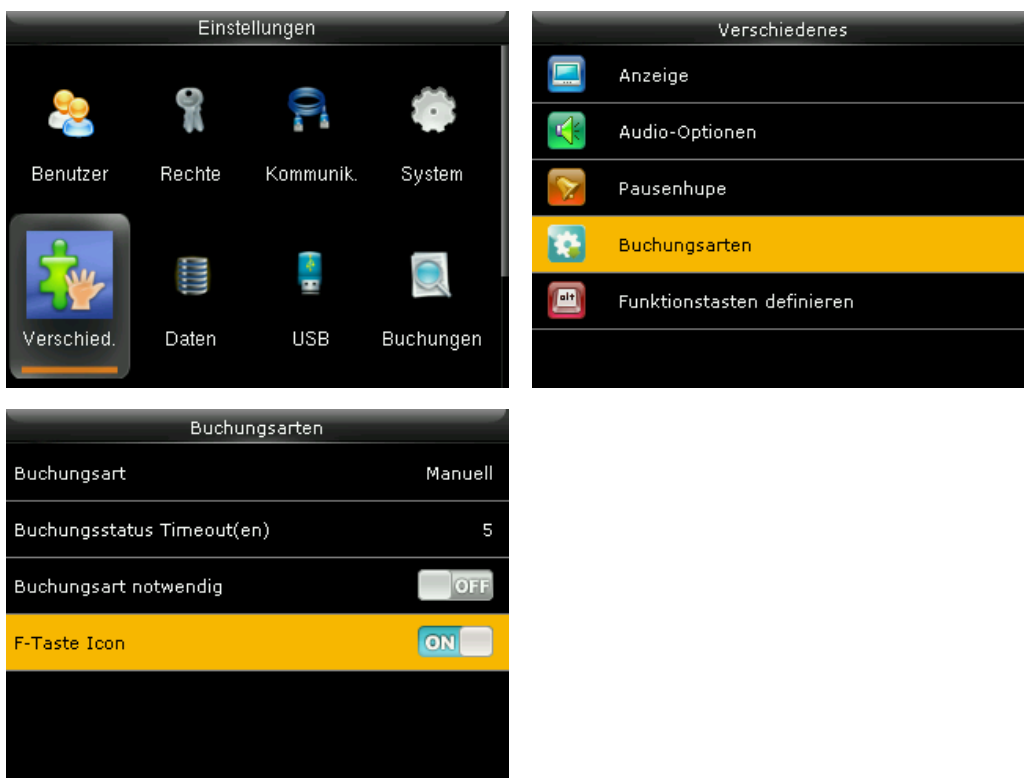 Einstellungen
Benutzer Rechte Kommunik. System
Verschied. Daten USB Buchungen
Verschiedenes
Anzeige
Audio-Optionen
Pausenhupe
Buchungsarten
alt Funktionstasten definieren
Buchungsarten
Buchungsart Manuell
Buchungsstatus Timeout(en) 5
Buchungsart notwendig OFF
F-Taste Icon ON